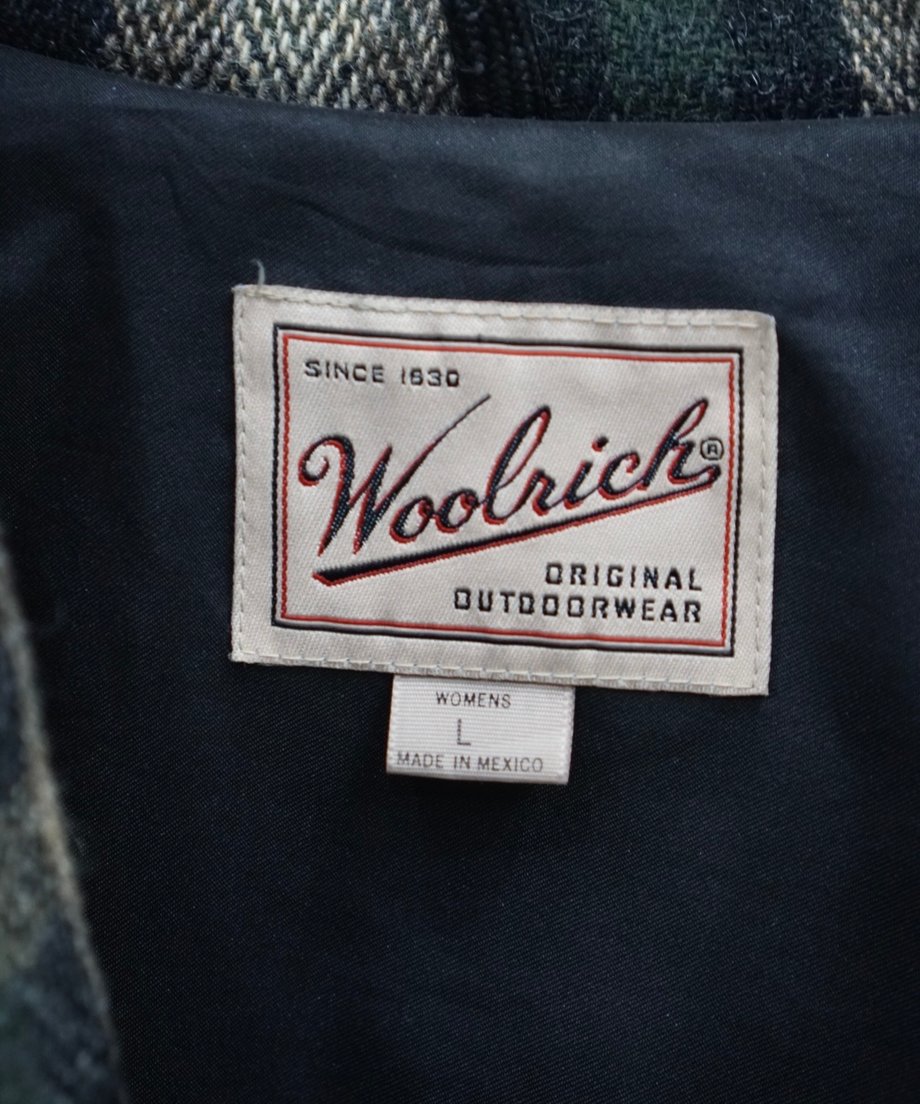 SINCE 1830
Woolrich®
ORIGINAL
OUTDOORWEAR
WOMENS
L
MADE IN MEXICO